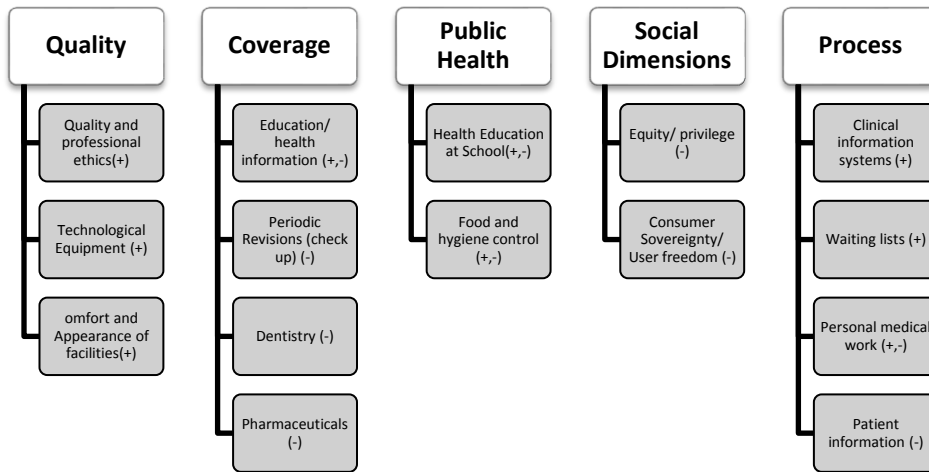 Quality
Quality and
professional
ethics(+)
Technological
Equipment (+)
omfort and
Appearance of
facilities(+)
Coverage
Education/
health
information (+,-)
Periodic
Revisions (check
up) (-)
Dentistry (-)
Pharmaceuticals
(-)
Public
Health
Health Education
at School(+,-)
Food and
hygiene control
(+,-)
Social
Dimensions
Equity/ privilege
(-)
Consumer
Sovereignty/
User freedom (-)
Process
Clinical
information
systems (+)
Waiting lists (+)
Personal medical
work (+,-)
Patient
information (-)